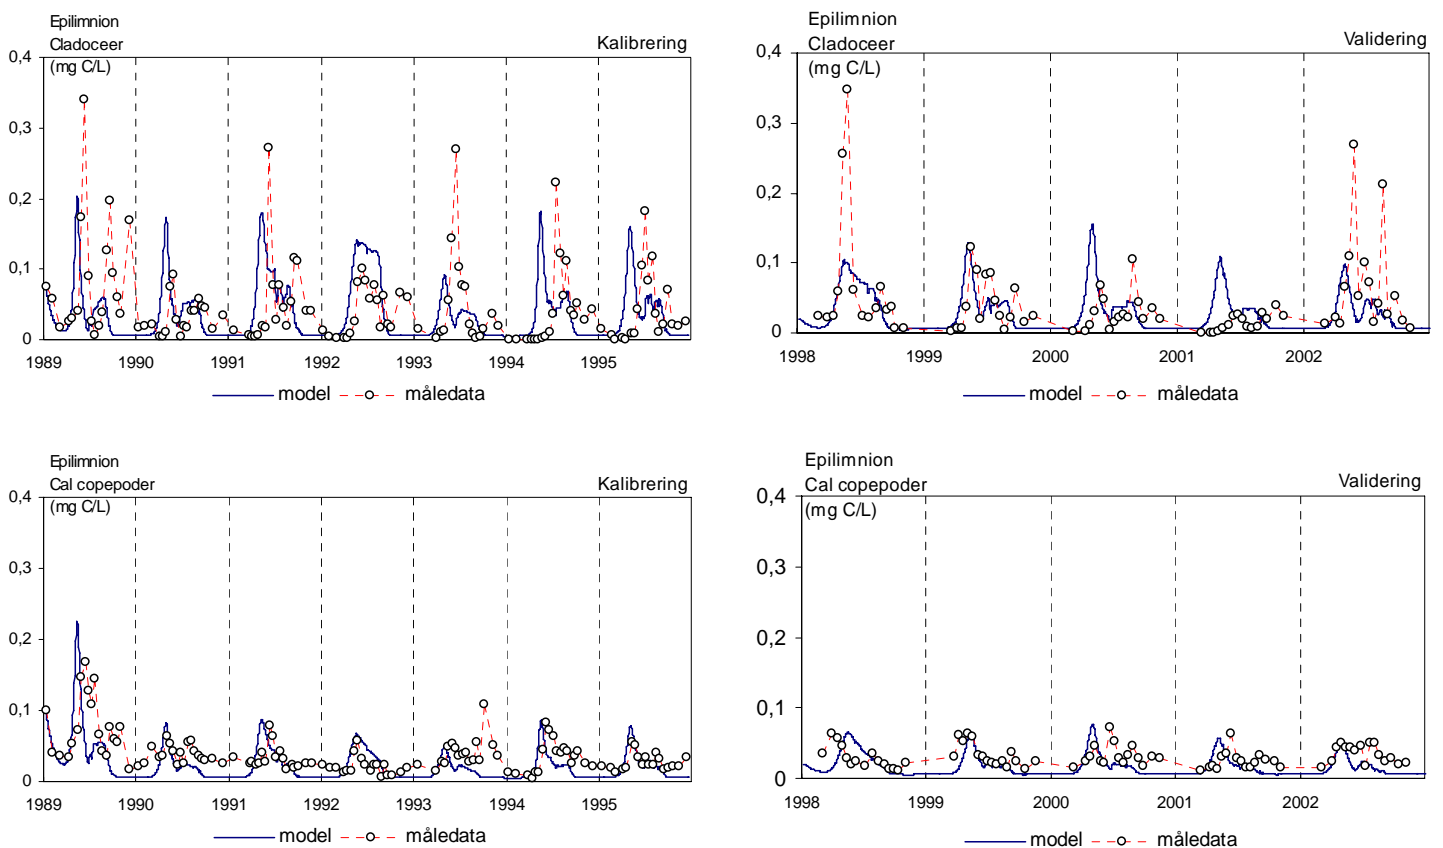 Epilimnion
Cladoceer
(mg C/L)
Kalibrering
0,4
0,3
0,2
0,1
0
1989 1990 1991 1992 1993 1994 1995
model måledata
Epilimnion
Cladoceer
(mg C/L)
Validering
0,4
0,3
0,2
0,1
0
1998 1999 2000 2001 2002
model måledata
Epilimnion
Cal copepoder
(mg C/L)
Kalibrering
0,4
0,3
0,2
0,1
0
1989 1990 1991 1992 1993 1994 1995
model måledata
Epilimnion
Cal copepoder
(mg C/L)
Validering
0,4
0,3
0,2
0,1
0
1998 1999 2000 2001 2002
model måledata